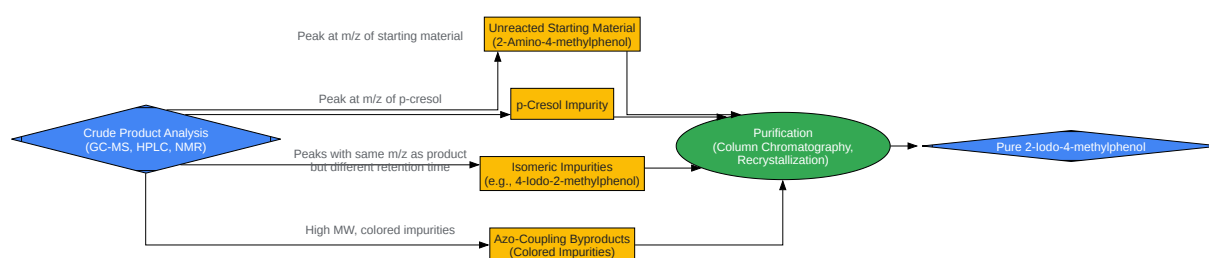 Peak at m/z of starting material
Unreacted Starting Material
(2-Amino-4-methylphenol)
Peak at m/z of p-cresol
p-Cresol Impurity
Crude Product Analysis
(GC-MS, HPLC, NMR)
Peaks with same m/z as product
but different retention time
Isomeric Impurities
(e.g., 4-Iodo-2-methylphenol)
High MW, colored impurities
Azo-Coupling Byproducts
(Colored Impurities)
Purification
(Column Chromatography,
Recrystallization)
Pure 2-Iodo-4-methylphenol